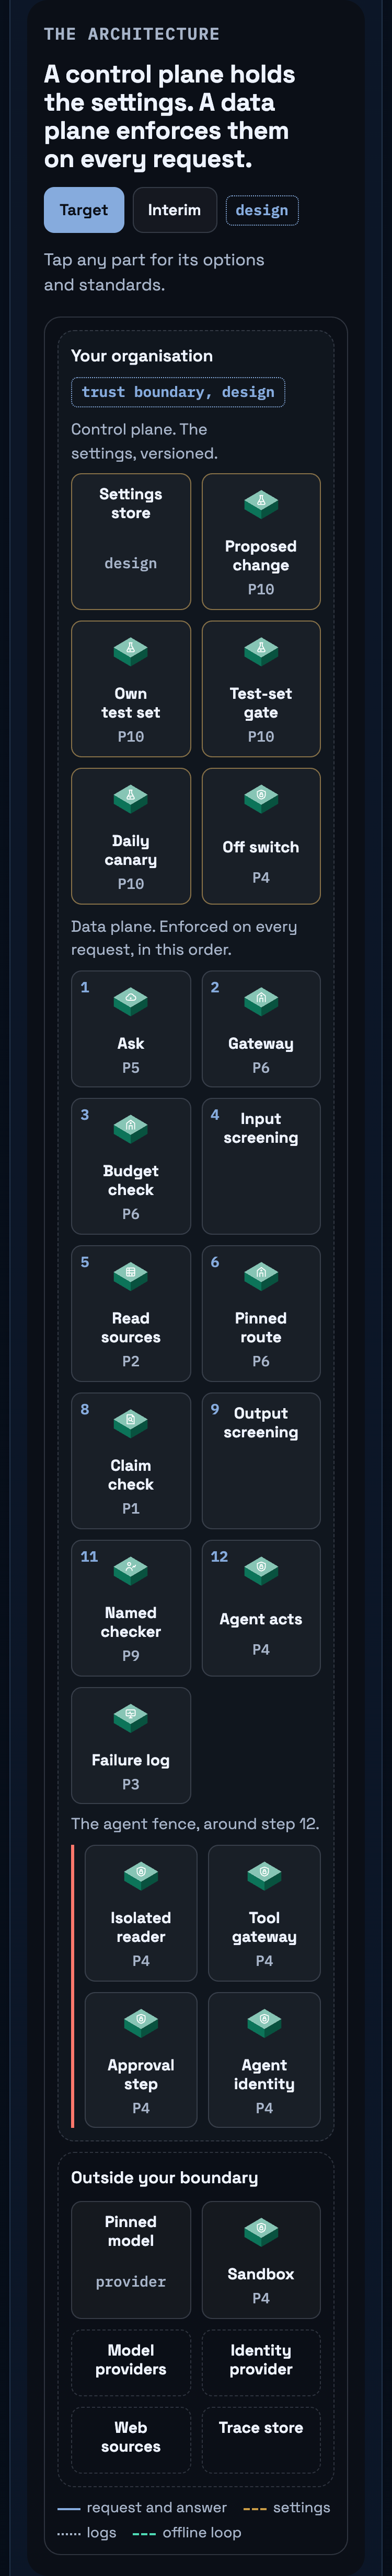 THE ARCHITECTURE
A control plane holds
the settings. A data
plane enforces them
on every request.
Target
Interim
design
Tap any part for its options
and standards.
Your organisation
trust boundary, design
Control plane. The
settings, versioned.
Settings
store
design
Proposed
change
P10
Own
test set
P10
Test-set
gate
P10
Daily
canary
P10
Off switch
P4
Data plane. Enforced on every
request, in this order.
1
Ask
P5
2
Gateway
P6
3
Budget
check
P6
4
Input
screening
5
Read
sources
P2
6
Pinned
route
P6
8
Claim
check
P1
9
Output
screening
11
Named
checker
P9
12
Agent acts
P4
Failure log
P3
The agent fence, around step 12.
Isolated
reader
P4
Tool
gateway
P4
Approval
step
P4
Agent
identity
P4
Outside your boundary
Pinned
model
provider
Sandbox
P4
Model
providers
Identity
provider
Web
sources
Trace store
request and answer
settings
logs
offline loop